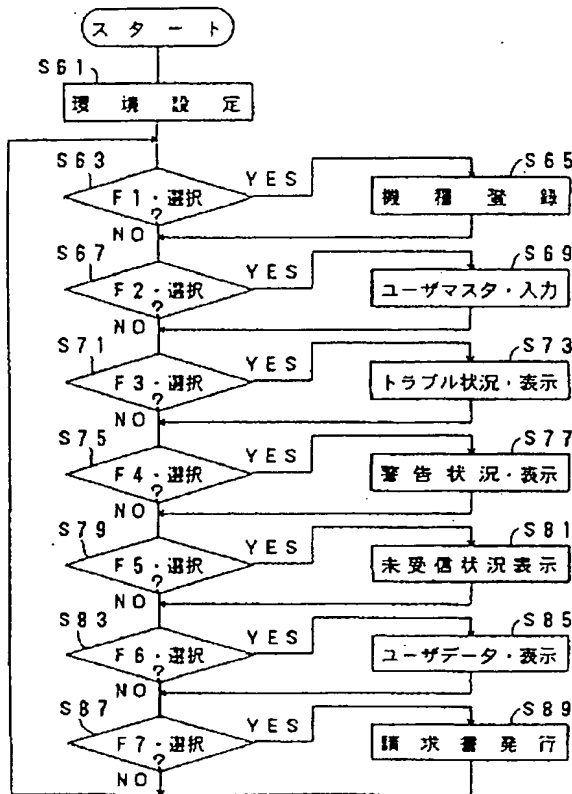 スタート
S61
環境設定
S63
F1・選択
?
YES
NO
S65
機種登録
S67
F2・選択
?
YES
NO
S69
ユーザマスタ・入力
S71
F3・選択
?
YES
NO
S73
トラブル状況・表示
S75
F4・選択
?
YES
NO
S77
警告状況・表示
S79
F5・選択
?
YES
NO
S81
未受信状況表示
S83
F6・選択
?
YES
NO
S85
ユーザデータ・表示
S87
F7・選択
?
YES
NO
S89
請求書発行